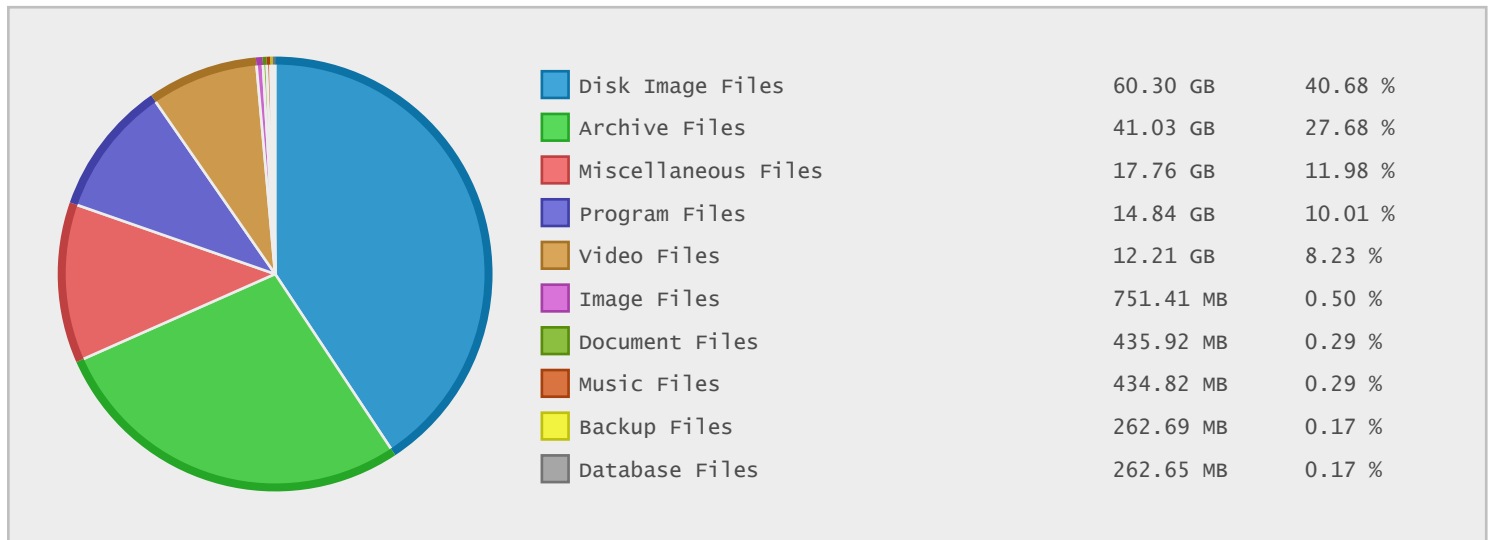 Disk Image Files 60.30 GB 40.68 %
Archive Files 41.03 GB 27.68 %
Miscellaneous Files 17.76 GB 11.98 %
Program Files 14.84 GB 10.01 %
Video Files 12.21 GB 8.23 %
Image Files 751.41 MB 0.50 %
Document Files 435.92 MB 0.29 %
Music Files 434.82 MB 0.29 %
Backup Files 262.69 MB 0.17 %
Database Files 262.65 MB 0.17 %